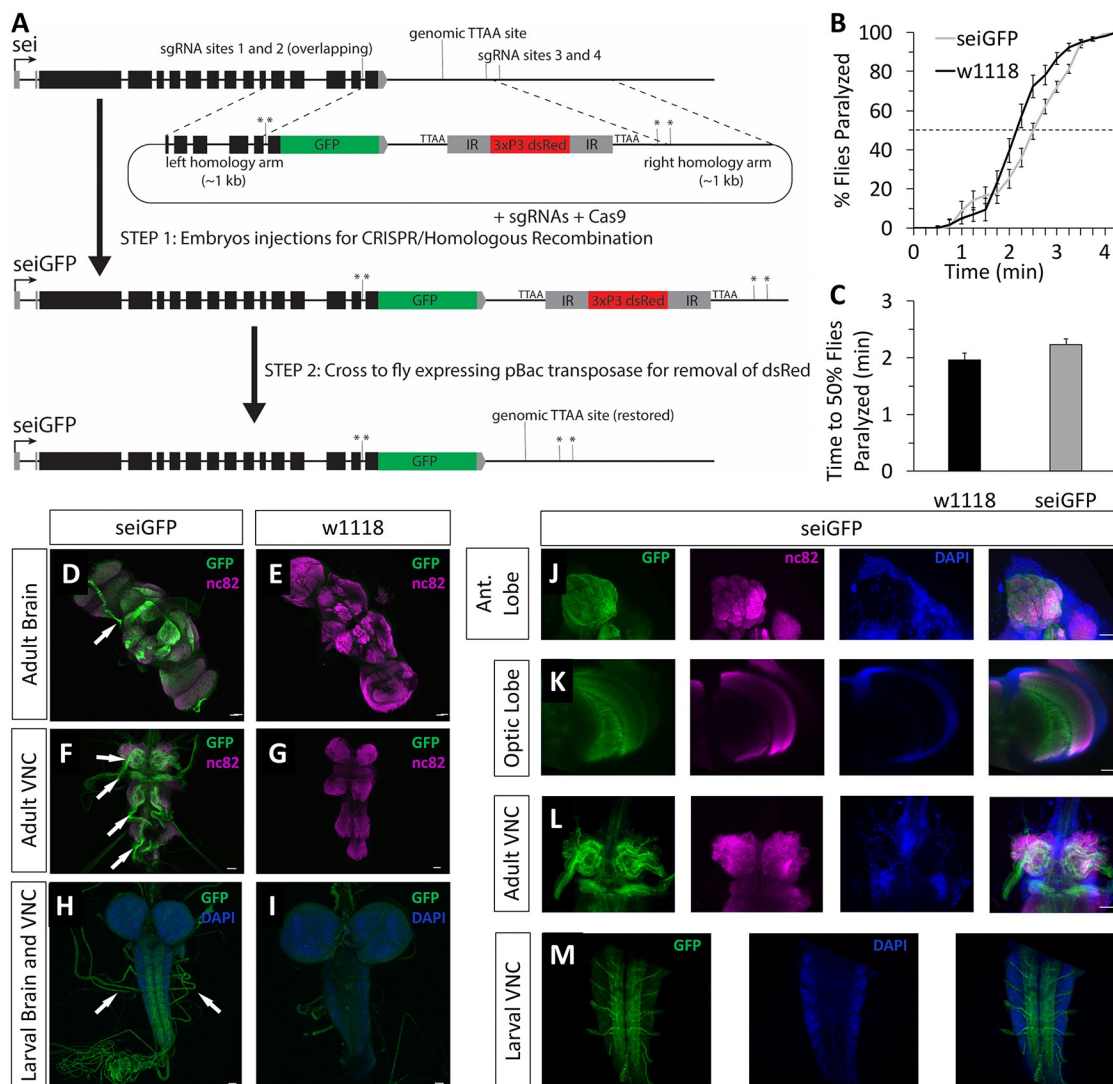 A
sei
sgRNA sites 1 and 2 (overlapping)
genomic TTAA site
sgRNA sites 3 and 4
* *
* *
TTAA
TTAA
GFP
IR
3xP3 dsRed
IR
left homology arm
(~1 kb)
right homology arm
(~1 kb)
+ sgRNAs + Cas9
STEP 1: Embryos injections for CRISPR/Homologous Recombination
seiGFP
* *
* *
TTAA
TTAA
GFP
IR
3xP3 dsRed
IR
STEP 2: Cross to fly expressing pBac transposase for removal of dsRed
seiGFP
genomic TTAA site (restored)
* *
* *
GFP
B
seiGFP
w1118
% Flies Paralyzed
100
80
60
40
20
0
0
1
2
3
4
Time (min)
C
Time to 50% Flies
Paralyzed (min)
3
2
1
0
w1118
seiGFP
seiGFP
w1118
Adult Brain
D
GFP
nc82
E
GFP
nc82
Adult VNC
F
GFP
nc82
G
GFP
nc82
Larval Brain and VNC
H
GFP
DAPI
I
GFP
DAPI
seiGFP
Ant.
Lobe
J
GFP
nc82
DAPI
Optic Lobe
K
Adult VNC
L
Larval VNC
M
GFP
DAPI